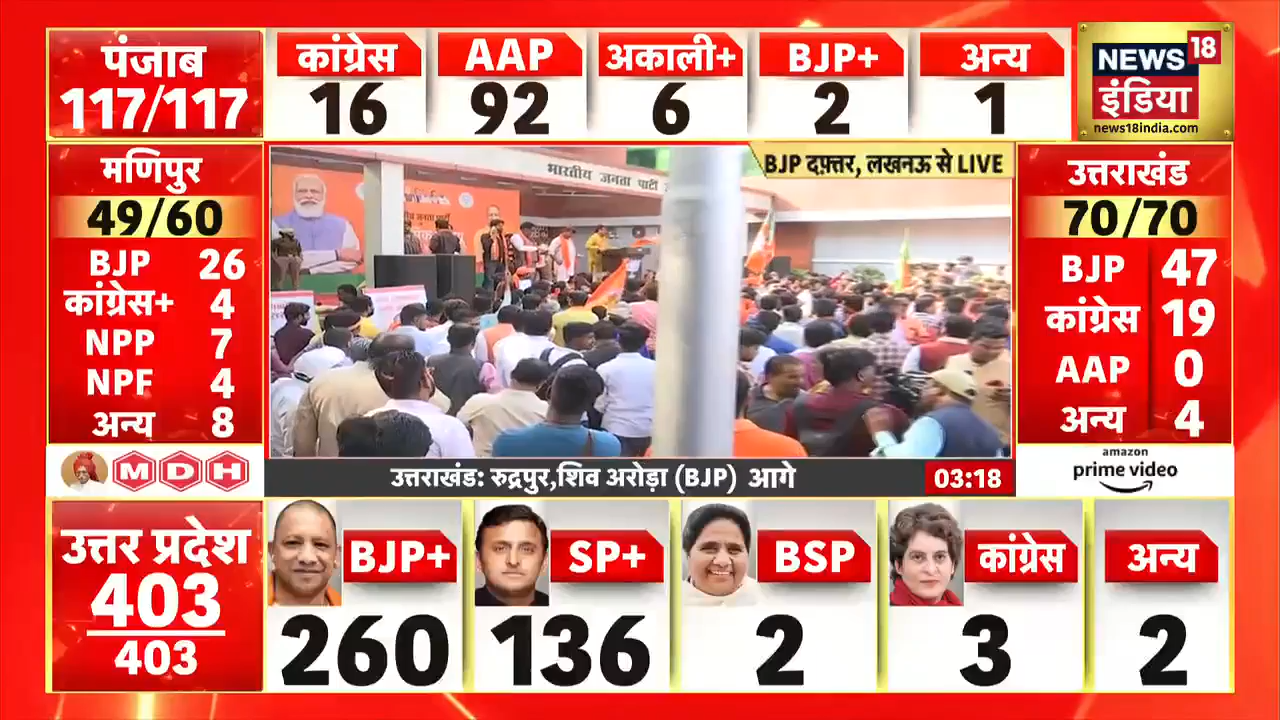 पंजाब
117/117
कांग्रेस
16
AAP
92
अकाली+
6
BJP+
2
अन्य
1
NEWS 18
इंडिया
news18india.com
मणिपुर
49/60
BJP 26
कांग्रेस+ 4
NPP 7
NPF 4
अन्य 8
MDH
BJP दफ़्तर, लखनऊ से LIVE
भारतीय जनता पार्टी
उत्तराखंड: रुद्रपुर,शिव अरोड़ा (BJP) आगे
03:18
उत्तराखंड
70/70
BJP 47
कांग्रेस 19
AAP 0
अन्य 4
amazon
prime video
उत्तर प्रदेश
403
403
BJP+
260
SP+
136
BSP
2
कांग्रेस
3
अन्य
2